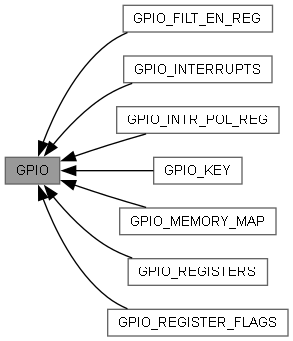 GPIO_FILT_EN_REG
GPIO_INTERRUPTS
GPIO_INTR_POL_REG
GPIO
GPIO_KEY
GPIO_MEMORY_MAP
GPIO_REGISTERS
GPIO_REGISTER_FLAGS